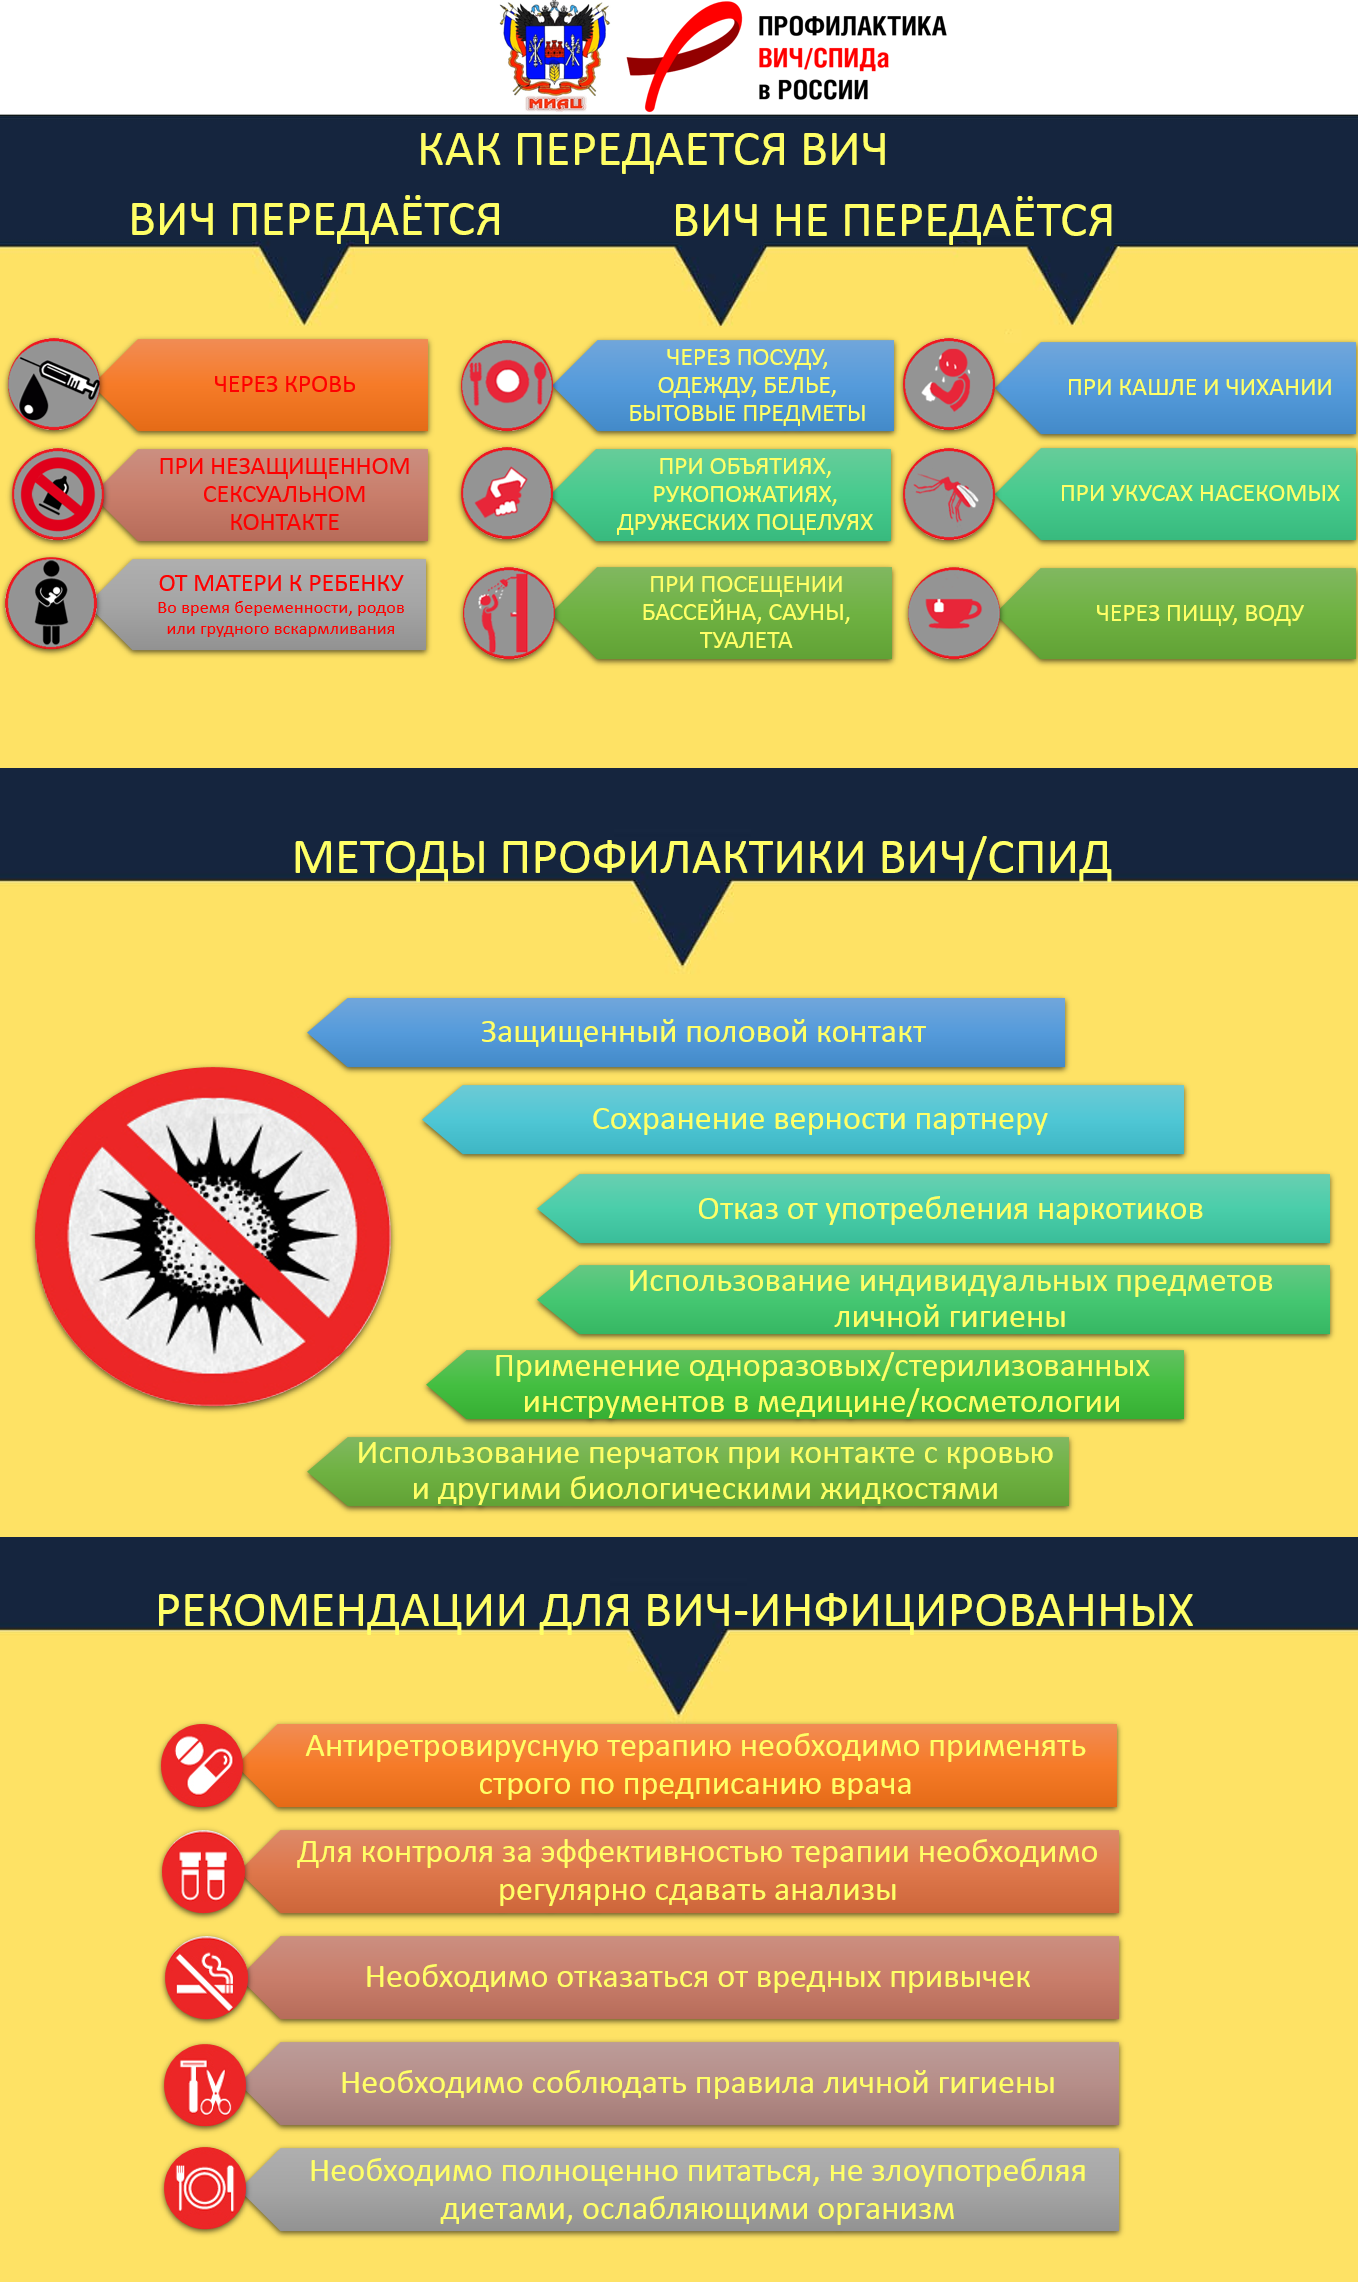 МИАЦ
ПРОФИЛАКТИКА
ВИЧ/СПИДа
в РОССИИ
КАК ПЕРЕДАЕТСЯ ВИЧ
ВИЧ ПЕРЕДАЁТСЯ
ЧЕРЕЗ КРОВЬ
ПРИ НЕЗАЩИЩЕННОМ
СЕКСУАЛЬНОМ
КОНТАКТЕ
ОТ МАТЕРИ К РЕБЕНКУ
Во время беременности, родов
или грудного вскармливания
ВИЧ НЕ ПЕРЕДАЁТСЯ
ЧЕРЕЗ ПОСУДУ,
ОДЕЖДУ, БЕЛЬЕ,
БЫТОВЫЕ ПРЕДМЕТЫ
ПРИ ОБЪЯТИЯХ,
РУКОПОЖАТИЯХ,
ДРУЖЕСКИХ ПОЦЕЛУЯХ
ПРИ ПОСЕЩЕНИИ
БАССЕЙНА, САУНЫ,
ТУАЛЕТА
ПРИ КАШЛЕ И ЧИХАНИИ
ПРИ УКУСАХ НАСЕКОМЫХ
ЧЕРЕЗ ПИЩУ, ВОДУ
МЕТОДЫ ПРОФИЛАКТИКИ ВИЧ/СПИД
Защищенный половой контакт
Сохранение верности партнеру
Отказ от употребления наркотиков
Использование индивидуальных предметов
личной гигиены
Применение одноразовых/стерилизованных
инструментов в медицине/косметологии
Использование перчаток при контакте с кровью
и другими биологическими жидкостями
РЕКОМЕНДАЦИИ ДЛЯ ВИЧ-ИНФИЦИРОВАННЫХ
Антиретровирусную терапию необходимо применять
строго по предписанию врача
Для контроля за эффективностью терапии необходимо
регулярно сдавать анализы
Необходимо отказаться от вредных привычек
Необходимо соблюдать правила личной гигиены
Необходимо полноценно питаться, не злоупотребляя
диетами, ослабляющими организм